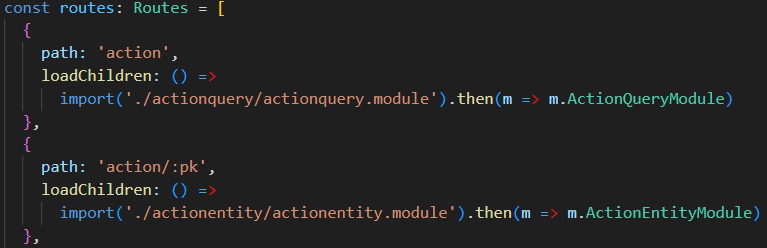 const routes: Routes = [
  {
    path: 'action',
    loadChildren: () =>
      import('./actionquery/actionquery.module').then(m => m.ActionQueryModule)
  },
  {
    path: 'action/:pk',
    loadChildren: () =>
      import('./actionentity/actionentity.module').then(m => m.ActionEntityModule)
  },